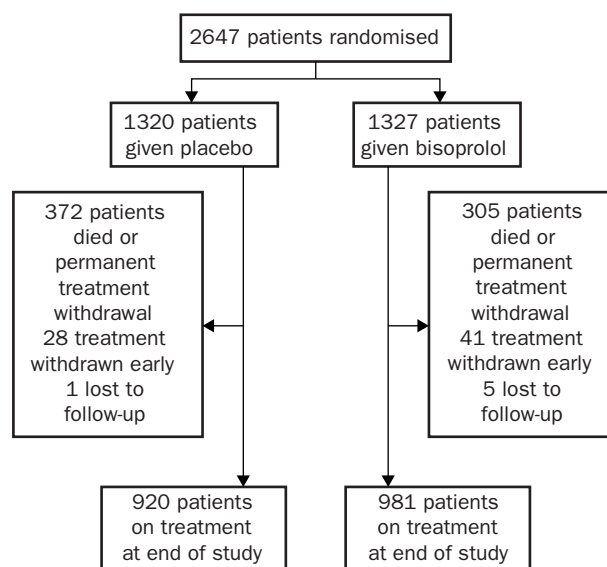 2647 patients randomised
1320 patients
given placebo
1327 patients
given bisoprolol
372 patients
died or
permanent
treatment
withdrawal
28 treatment
withdrawn early
1 lost to
follow-up
305 patients
died or
permanent
treatment
withdrawal
41 treatment
withdrawn early
5 lost to
follow-up
920 patients
on treatment
at end of study
981 patients
on treatment
at end of study